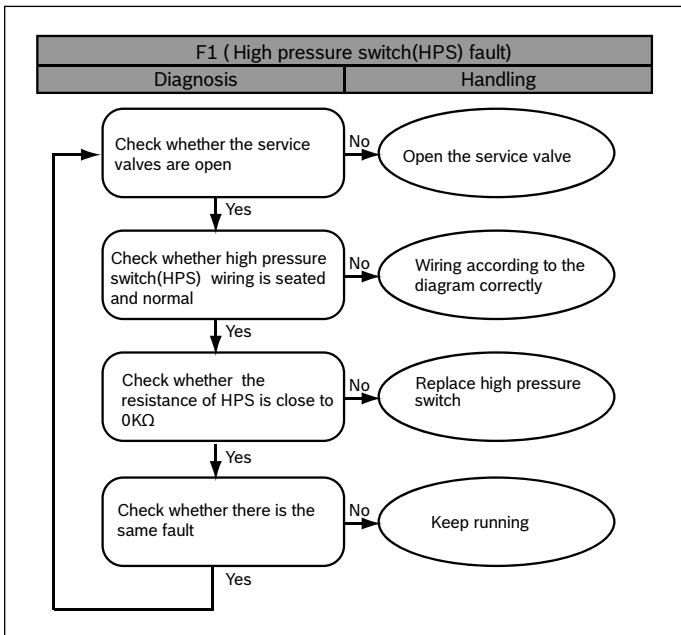 F1 ( High pressure switch(HPS) fault)
Diagnosis
Handling
Check whether the service
valves are open
No
Open the service valve
Yes
Check whether high pressure
switch(HPS) wiring is seated
and normal
No
Wiring according to the
diagram correctly
Yes
Check whether the
resistance of HPS is close to
0KΩ
No
Replace high pressure
switch
Yes
Check whether there is the
same fault
No
Keep running
Yes